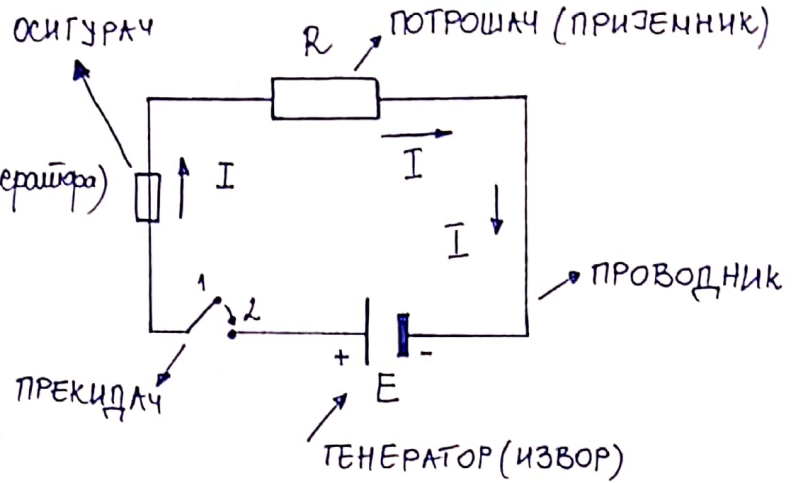 ОСИГУРАЧ
R
ПОТРОШАЧ (ПРИЈЕМНИК)
I
I
I
1
2
ПРОВОДНИК
+
-
E
ПРЕКИДАЧ
ГЕНЕРАТОР (ИЗВОР)